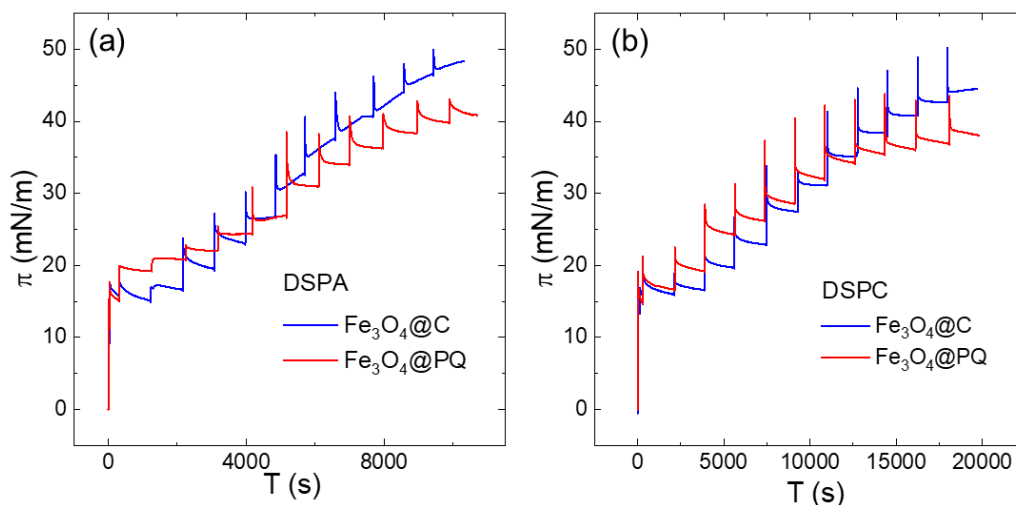 (a)
50
40
30
20
10
0
π (mN/m)
DSPA
Fe₃O₄@C
Fe₃O₄@PQ
0 4000 8000
T (s)
(b)
50
40
30
20
10
0
π (mN/m)
DSPC
Fe₃O₄@C
Fe₃O₄@PQ
0 5000 10000 15000 20000
T (s)